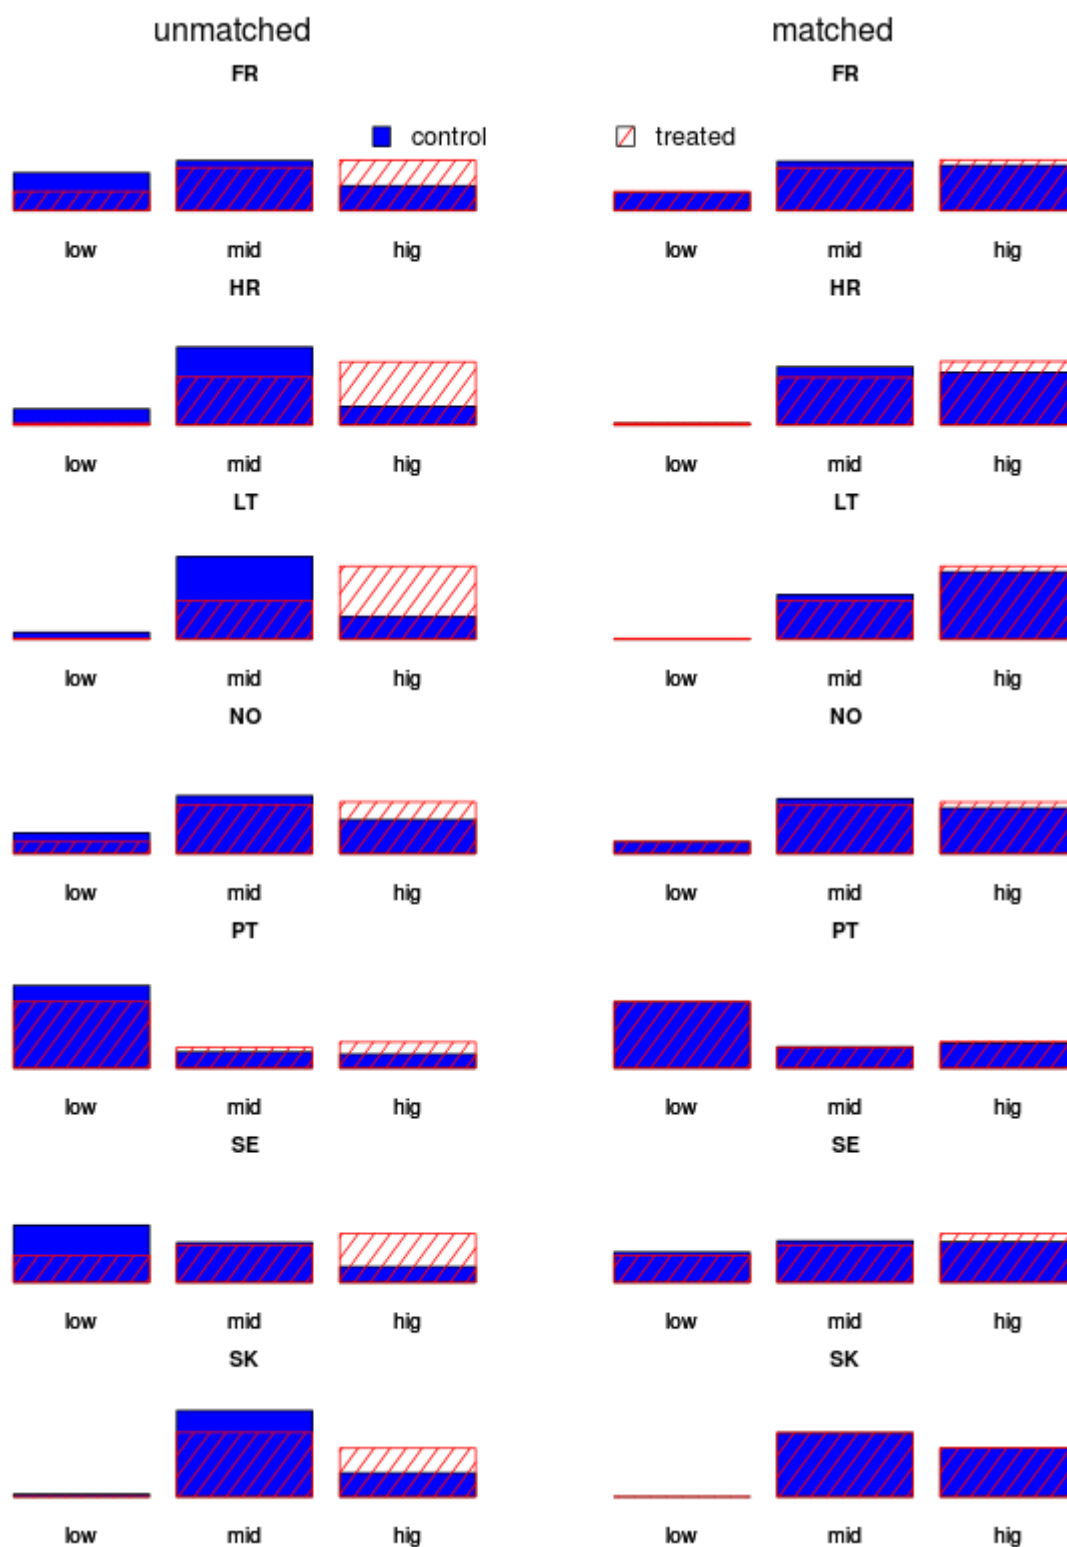 unmatched matched
FR FR
control treated
low mid hig low mid hig
HR HR
low mid hig low mid hig
LT LT
low mid hig low mid hig
NO NO
low mid hig low mid hig
PT PT
low mid hig low mid hig
SE SE
low mid hig low mid hig
SK SK
low mid hig low mid hig